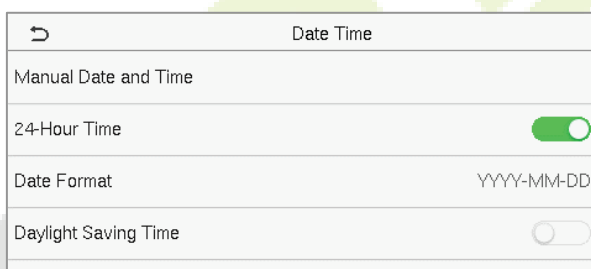 Date Time
Manual Date and Time
24-Hour Time
Date Format YYYY-MM-DD
Daylight Saving Time